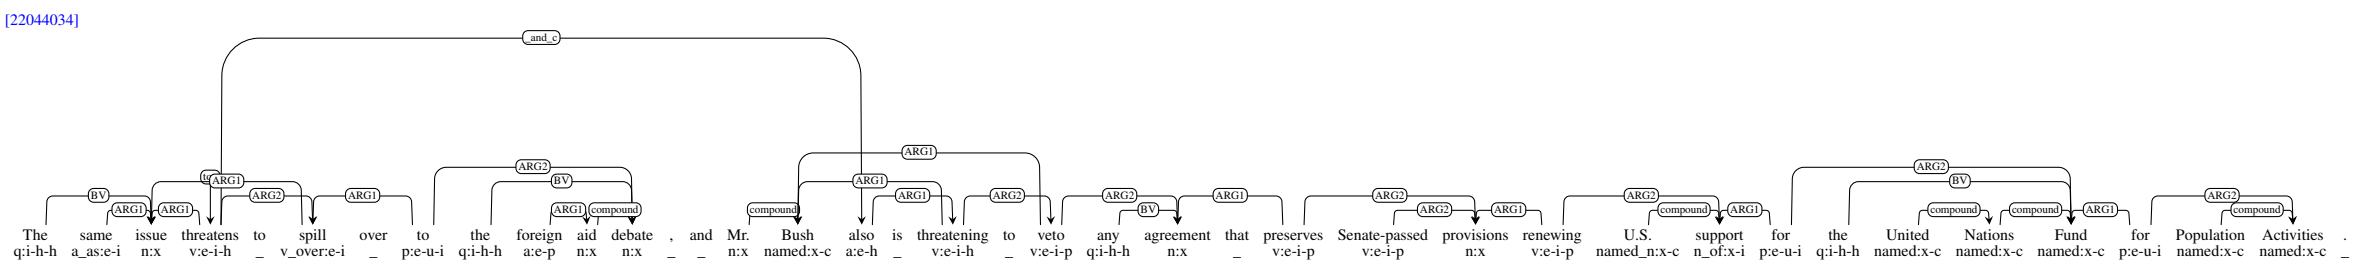 [22044034]
_and_c
ARG1
ARG2 ARG2
to ARG1 BV ARG1 BV
BV ARG2 ARG1 ARG1 ARG2 ARG2 ARG1 ARG2 ARG2 ARG2
ARG1 ARG1 ARG1 compound compound BV ARG2 ARG1 compound ARG1 compound compound ARG1 compound
The same issue threatens to spill over to the foreign aid debate , and Mr. Bush also is threatening to veto any agreement that preserves Senate-passed provisions renewing U.S. support for the United Nations Fund for Population Activities .
q:i-h-h a_as:e-i n:x v:e-i-h _ v_over:e-i _ p:e-u-i q:i-h-h a:e-p n:x n:x _ _ n:x named:x-c a:e-h _ v:e-i-h _ v:e-i-p q:i-h-h n:x _ v:e-i-p v:e-i-p n:x v:e-i-p named_n:x-c n_of:x-i p:e-u-i q:i-h-h named:x-c named:x-c named:x-c p:e-u-i named:x-c named:x-c _